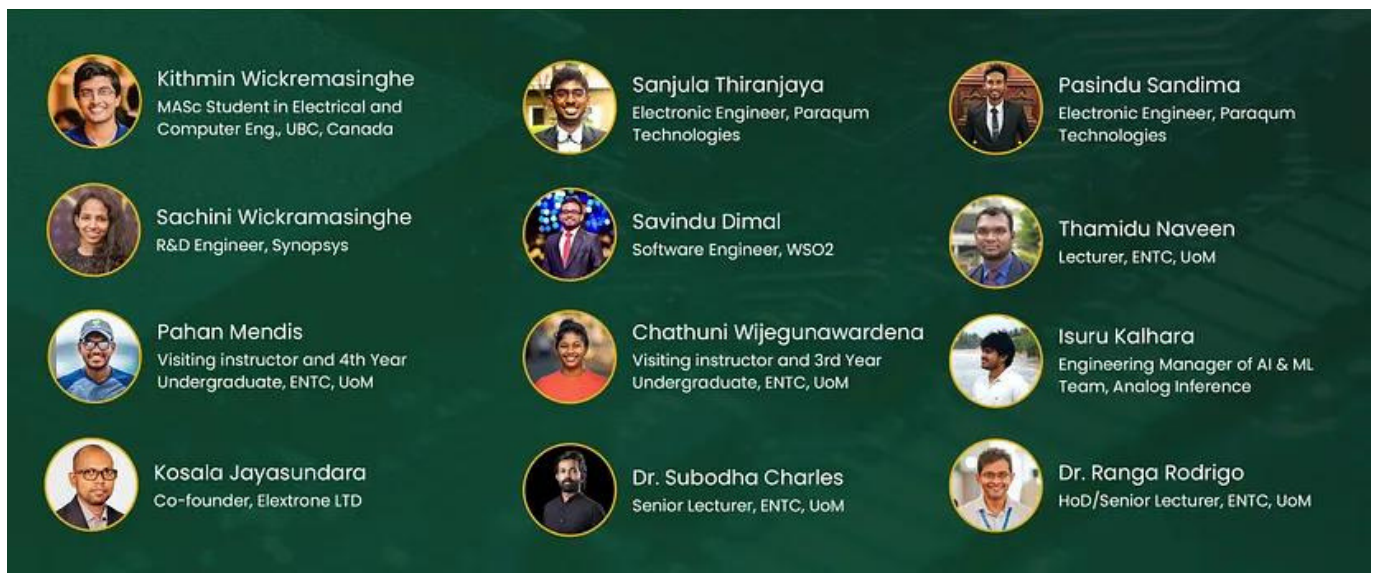 Kithmin Wickremasinghe
MASc Student in Electrical and
Computer Eng., UBC, Canada
Sanjula Thiranjaya
Electronic Engineer, Paraqum
Technologies
Pasindu Sandima
Electronic Engineer, Paraqum
Technologies
Sachini Wickramasinghe
R&D Engineer, Synopsys
Savindu Dimal
Software Engineer, WSO2
Thamidu Naveen
Lecturer, ENTC, UoM
Pahan Mendis
Visiting instructor and 4th Year
Undergraduate, ENTC, UoM
Chathuni Wijegunawardena
Visiting instructor and 3rd Year
Undergraduate, ENTC, UoM
Isuru Kalhara
Engineering Manager of AI & ML
Team, Analog Inference
Kosala Jayasundara
Co-founder, Elextrone LTD
Dr. Subodha Charles
Senior Lecturer, ENTC, UoM
Dr. Ranga Rodrigo
HoD/Senior Lecturer, ENTC, UoM